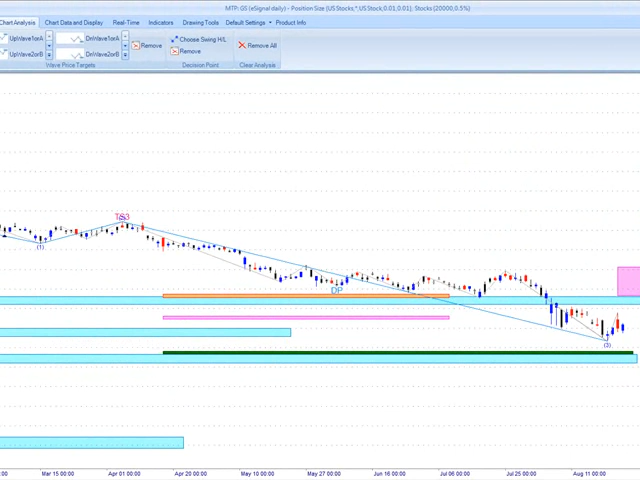 MTP: GS (eSignal daily) - Position Size (US Stocks,*,US Stock,0.01;0.01); Stocks (20000,0.5%)
Chart Analysis Chart Data and Display Real-Time Indicators Drawing Tools Default Settings Product Info
UpWave1orA DnWave1orA Remove Choose Swing H/L Remove All
UpWave2orB DnWave2orB Remove
Wave Price Targets Decision Point Clear Analysis
TS3
(1)
DP
(3)
:00 Mar 15 00:00 Apr 01 00:00 Apr 20 00:00 May 10 00:00 May 27 00:00 Jun 16 00:00 Jul 06 00:00 Jul 25 00:00 Aug 11 00:00